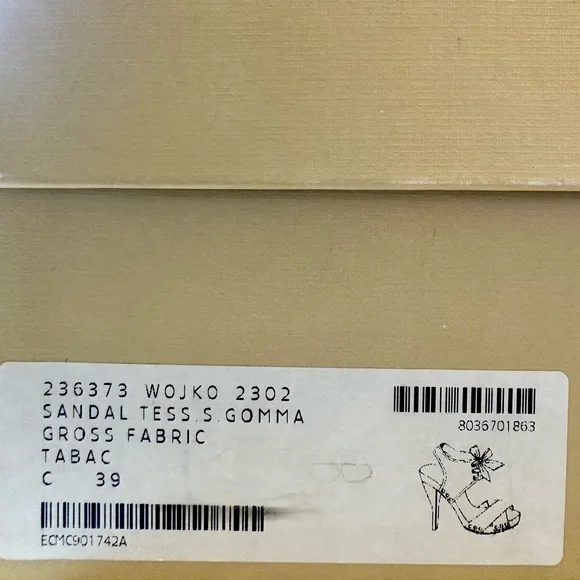 236373 WOJKO 2302
SANDAL.TESS.S.GOMMA
GROSS FABRIC
TABAC
C 39
ECMC901742A
8036701863